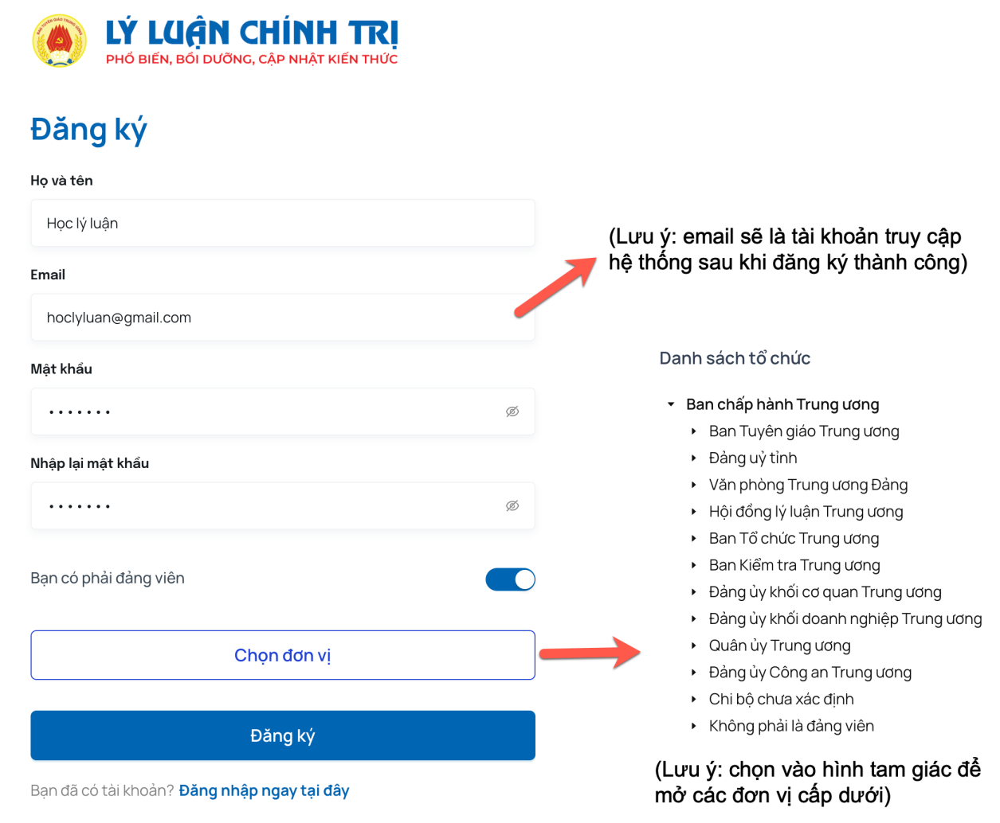 LÝ LUẬN CHÍNH TRỊ
PHỔ BIẾN, BỒI DƯỠNG, CẬP NHẬT KIẾN THỨC
Đăng ký
Họ và tên
Học lý luận
Email
hoclyluan@gmail.com
Mật khẩu
•••••••
Nhập lại mật khẩu
•••••••
Bạn có phải đảng viên
Chọn đơn vị
Đăng ký
Bạn đã có tài khoản? Đăng nhập ngay tại đây
(Lưu ý: email sẽ là tài khoản truy cập
hệ thống sau khi đăng ký thành công)
Danh sách tổ chức
Ban chấp hành Trung ương
Ban Tuyên giáo Trung ương
Đảng uỷ tỉnh
Văn phòng Trung ương Đảng
Hội đồng lý luận Trung ương
Ban Tổ chức Trung ương
Ban Kiểm tra Trung ương
Đảng ủy khối cơ quan Trung ương
Đảng ủy khối doanh nghiệp Trung ương
Quân ủy Trung ương
Đảng ủy Công an Trung ương
Chi bộ chưa xác định
Không phải là đảng viên
(Lưu ý: chọn vào hình tam giác để
mở các đơn vị cấp dưới)